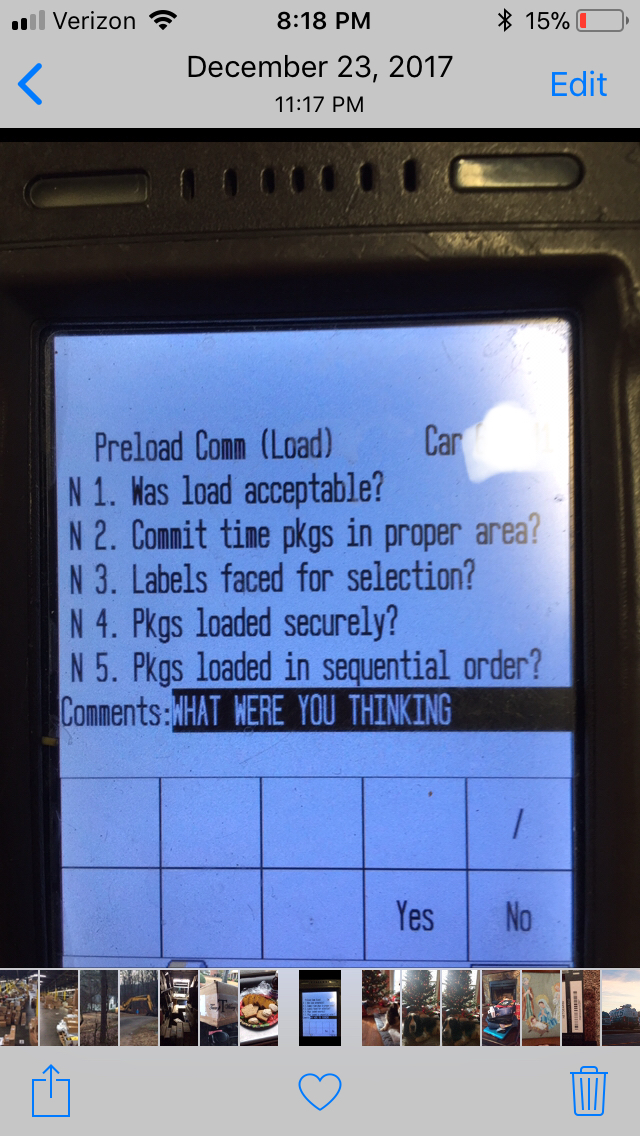 Verizon 8:18 PM 15%
December 23, 2017
Edit
11:17 PM
Preload Comm (Load) Car
N 1. Was load acceptable?
N 2. Commit time pkgs in proper area?
N 3. Labels faced for selection?
N 4. Pkgs loaded securely?
N 5. Pkgs loaded in sequential order?
Comments:WHAT WERE YOU THINKING
/
Yes No